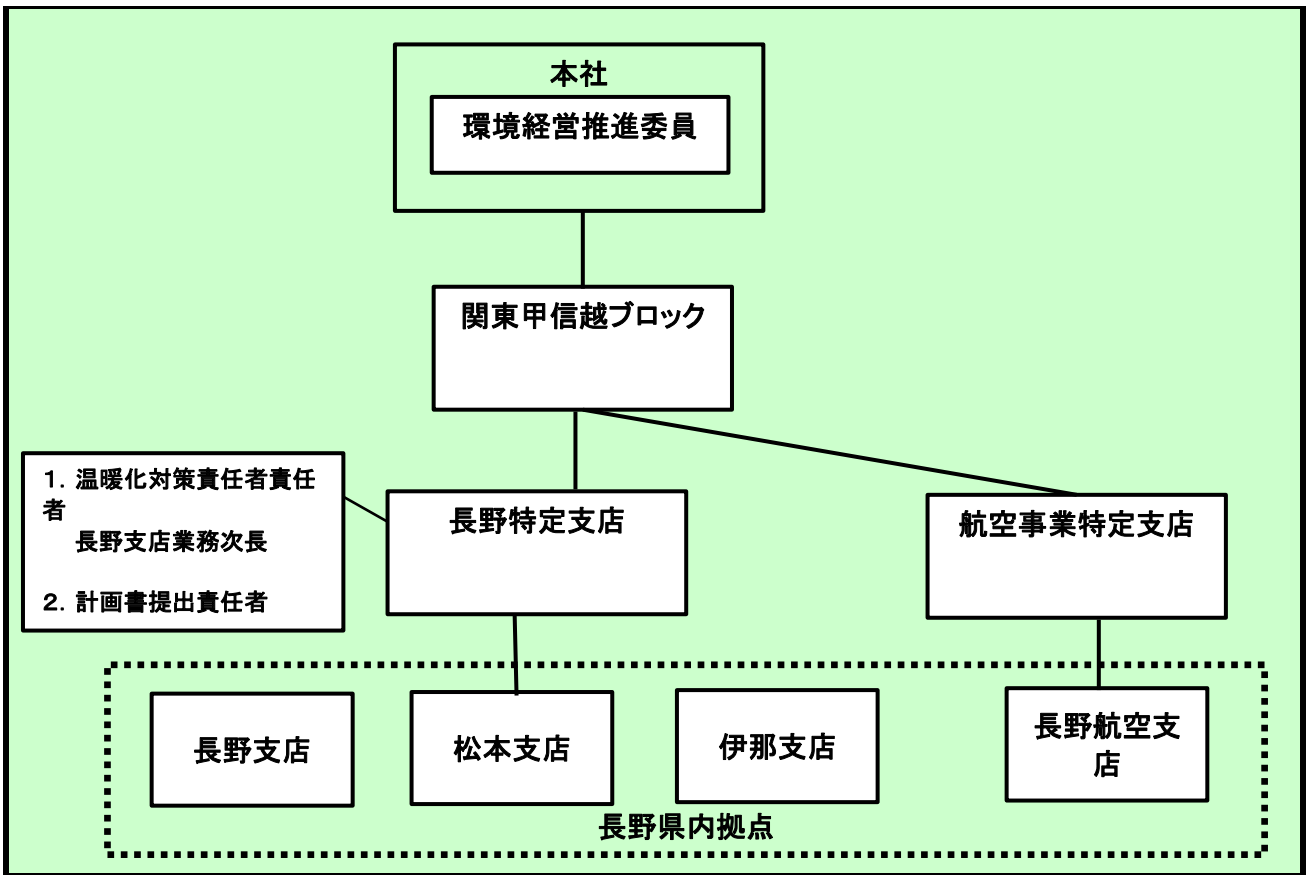 本社
環境経営推進委員
関東甲信越ブロック
1．温暖化対策責任者責任
者
長野支店業務次長
2．計画書提出責任者
長野特定支店
航空事業特定支店
長野支店
松本支店
伊那支店
長野航空支
店
長野県内拠点